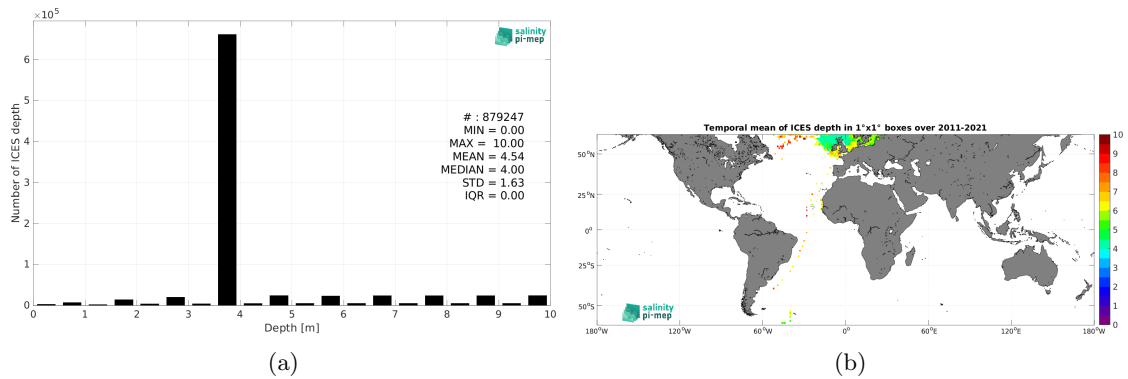 ×10⁵
6
5
4
3
2
1
0
Number of ICES depth
0 1 2 3 4 5 6 7 8 9 10
Depth [m]
salinity
pi-mep
# : 879247
MIN = 0.00
MAX = 10.00
MEAN = 4.54
MEDIAN = 4.00
STD = 1.63
IQR = 0.00
(a)
Temporal mean of ICES depth in 1°x1° boxes over 2011-2021
50°N
25°N
0°
25°S
50°S
180°W 120°W 60°W 0° 60°E 120°E 180°E
salinity
pi-mep
10
9
8
7
6
5
4
3
2
1
0
(b)